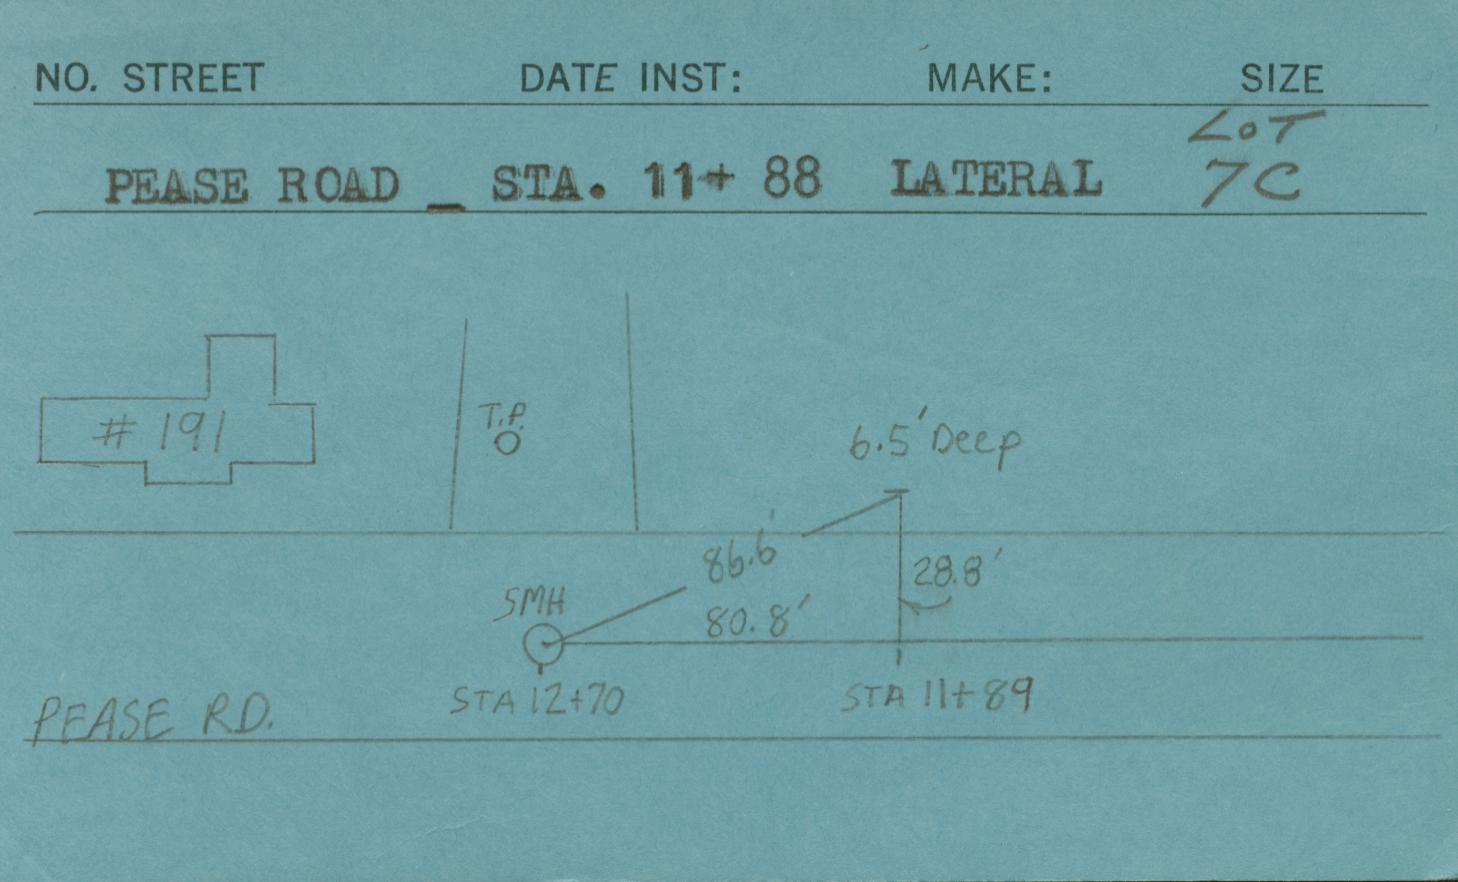 NO. STREET DATE INST: MAKE: SIZE
LOT
PEASE ROAD _ STA. 11+ 88 LATERAL 7C
# 191
T.P.
6.5' Deep
86.6'
28.8'
SMH
80.8'
STA 12+70
STA 11+89
PEASE RD.